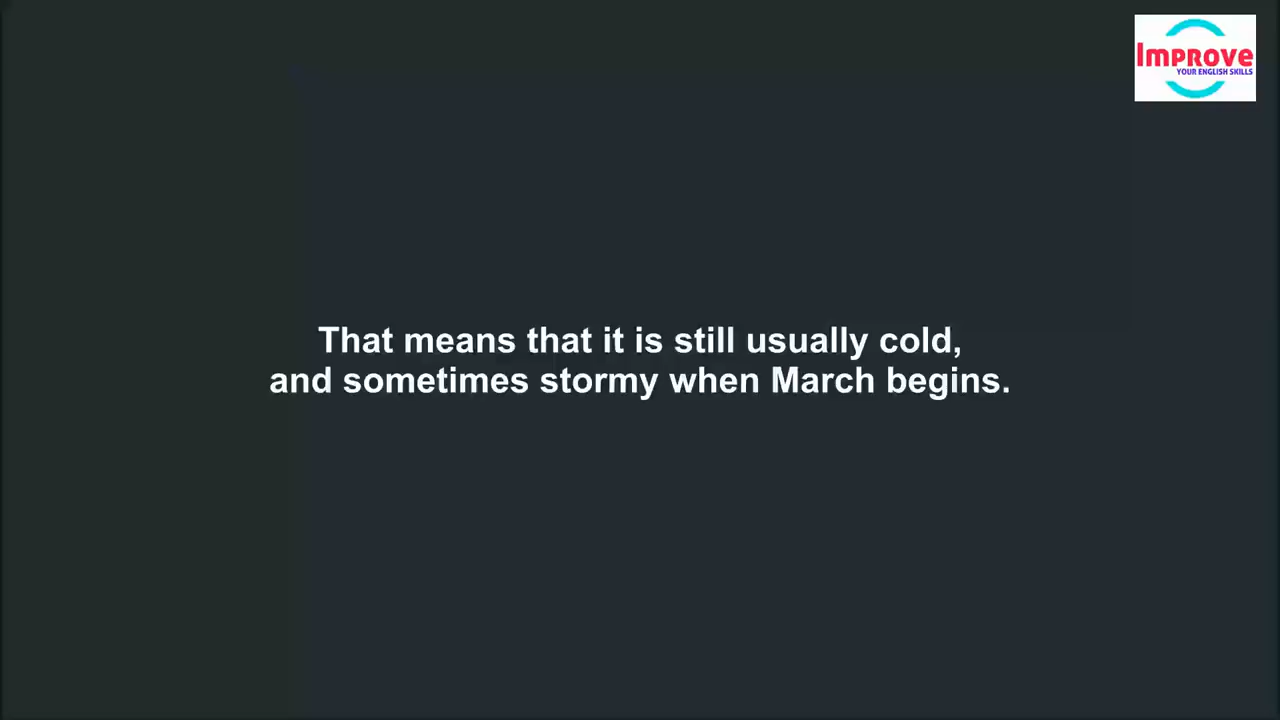 Improve
YOUR ENGLISH SKILLS
That means that it is still usually cold,
and sometimes stormy when March begins.